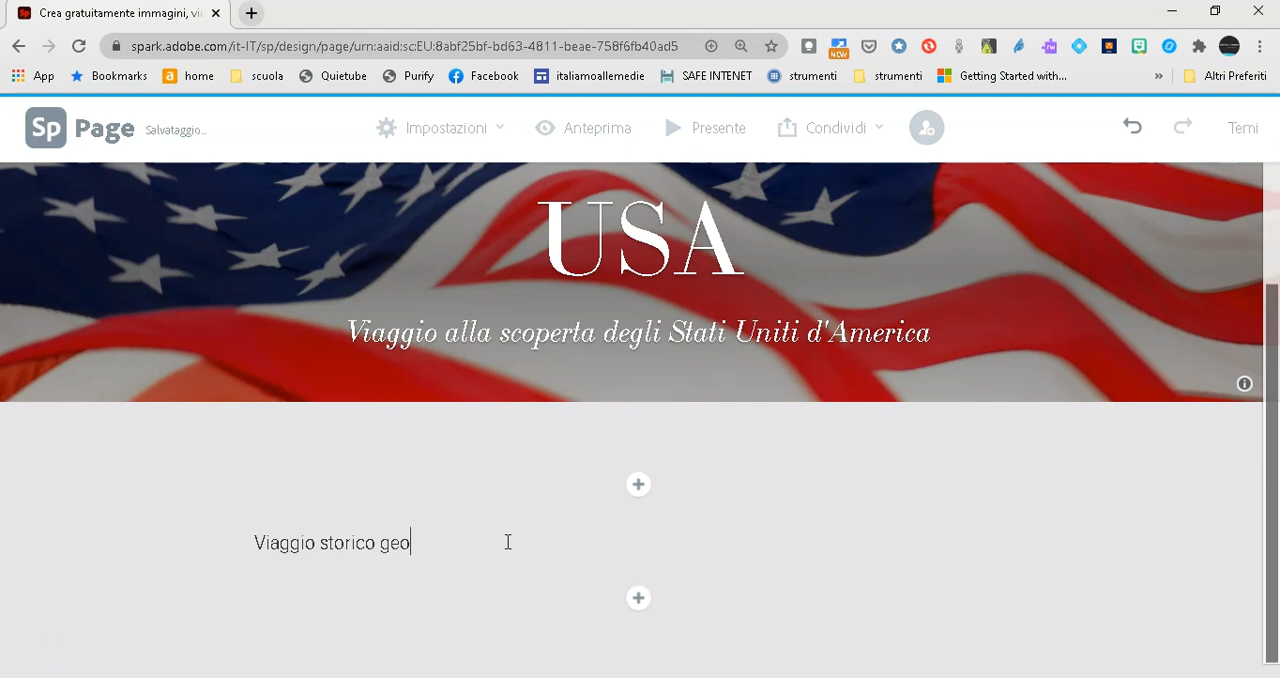 Crea gratuitamente immagini, vic
spark.adobe.com/it-IT/sp/design/page/urn:aaid:sc:EU:8abf25bf-bd63-4811-beae-758f6fb40ad5
NEW
App Bookmarks home scuola Quietube Purify Facebook italiamoallemedie SAFE INTENET strumenti strumenti Getting Started with... » Altri Preferiti
Sp Page Salvataggio... Impostazioni Anteprima Presente Condividi Temi
USA
Viaggio alla scoperta degli Stati Uniti d'America
Viaggio storico geo